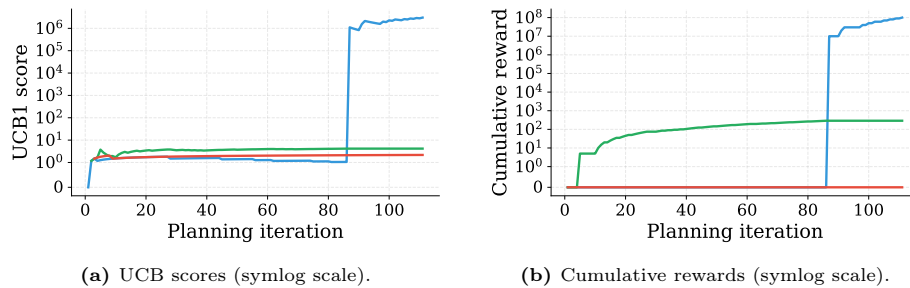 UCB1 score
10^6
10^5
10^4
10^3
10^2
10^1
10^0
0
0 20 40 60 80 100
Planning iteration
(a) UCB scores (symlog scale).
Cumulative reward
10^8
10^7
10^6
10^5
10^4
10^3
10^2
10^1
10^0
0
0 20 40 60 80 100
Planning iteration
(b) Cumulative rewards (symlog scale).